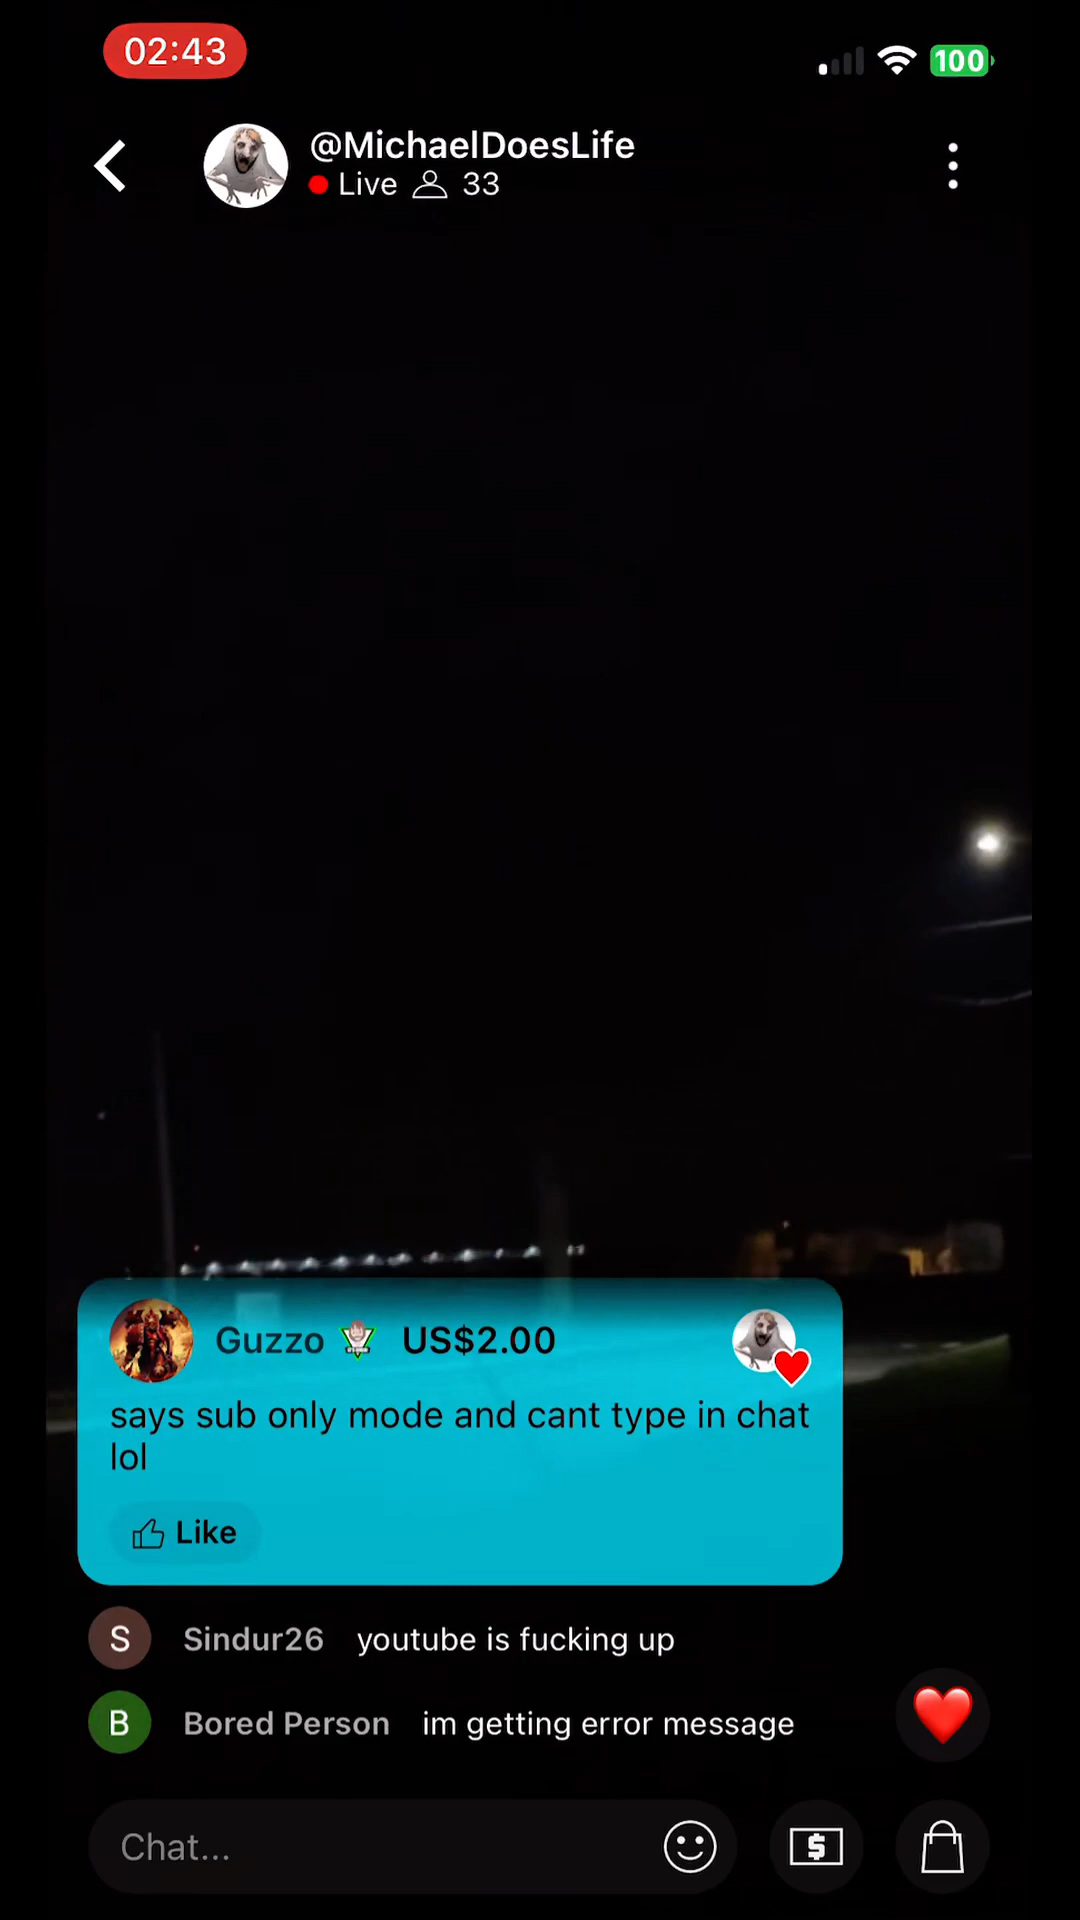 02:43
100
@MichaelDoesLife
Live 33
Guzzo US$2.00
says sub only mode and cant type in chat
lol
Like
S Sindur26 youtube is fucking up
B Bored Person im getting error message
Chat...
$